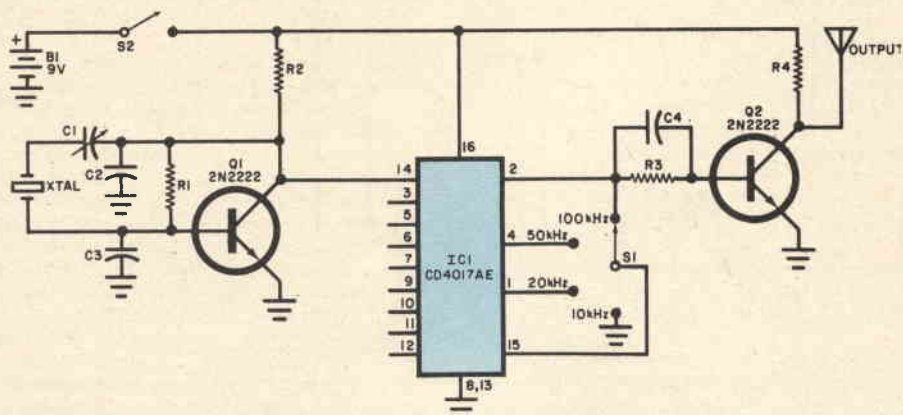 +
B1
9V
S2
R2
R4
OUTPUT
C1
C2
R1
C3
XTAL
Q1
2N2222
14
3
5
6
7
9
10
11
12
16
IC1
CD4017AE
2
4
1
15
8,13
50kHz
20kHz
100kHz
S1
10kHz
C4
R3
Q2
2N2222